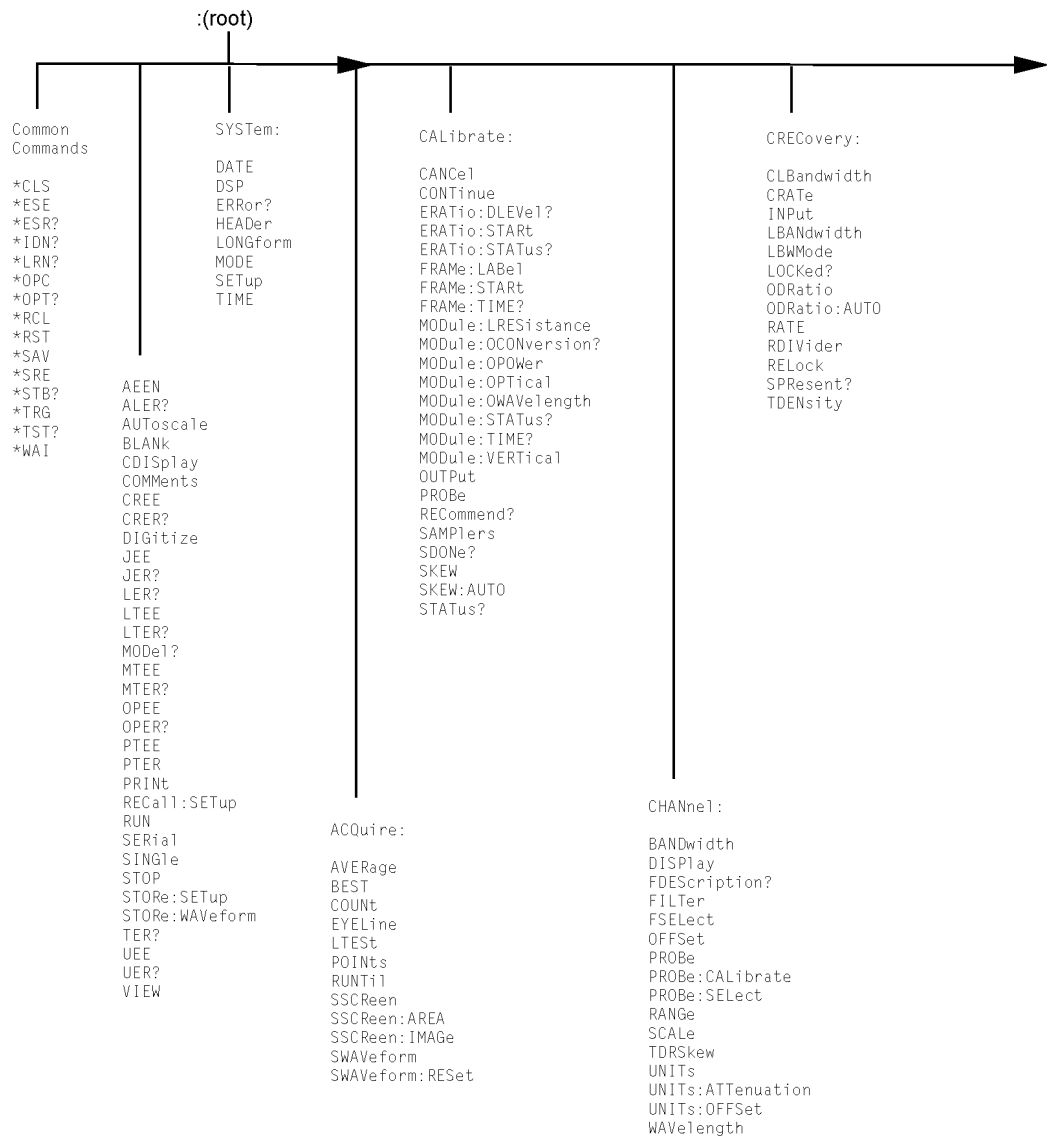 :(root)
Common
Commands
*CLS
*ESE
*ESR?
*IDN?
*LRN?
*OPC
*OPT?
*RCL
*RST
*SAV
*SRE
*STB?
*TRG
*TST?
*WAI
AEEN
ALER?
AUToscale
BLANk
CDISplay
COMMents
CREE
CRER?
DIGitize
JEE
JER?
LER?
LTEE
LTER?
MODel?
MTEE
MTER?
OPEE
OPER?
PTEE
PTER
PRINt
RECall:SETup
RUN
SERial
SINGle
STOP
STORe:SETup
STORe:WAVeform
TER?
UEE
UER?
VIEW
SYSTem:
DATE
DSP
ERRor?
HEADer
LONGform
MODE
SETup
TIME
ACQuire:
AVERage
BEST
COUNt
EYELine
LTESt
POINts
RUNTil
SSCReen
SSCReen:AREA
SSCReen:IMAGe
SWAVeform
SWAVeform:RESet
CALibrate:
CANCel
CONTinue
ERATio:DLEVel?
ERATio:STARt
ERATio:STATus?
FRAMe:LABel
FRAMe:STARt
FRAMe:TIME?
MODule:LRESistance
MODule:OCONversion?
MODule:OPOWer
MODule:OPTical
MODule:OWAVelength
MODule:STATus?
MODule:TIME?
MODule:VERTical
OUTPut
PROBe
RECommend?
SAMPlers
SDONe?
SKEW
SKEW:AUTO
STATus?
CHANnel:
BANDwidth
DISPlay
FDEScription?
FILTer
FSELect
OFFSet
PROBe
PROBe:CALibrate
PROBe:SELect
RANGe
SCALe
TDRSkew
UNITs
UNITs:ATTenuation
UNITs:OFFSet
WAVelength
CRECovery:
CLBandwidth
CRATe
INPut
LBANdwidth
LBWMode
LOCKed?
ODRatio
ODRatio:AUTO
RATE
RDIVider
RELock
SPResent?
TDENsity